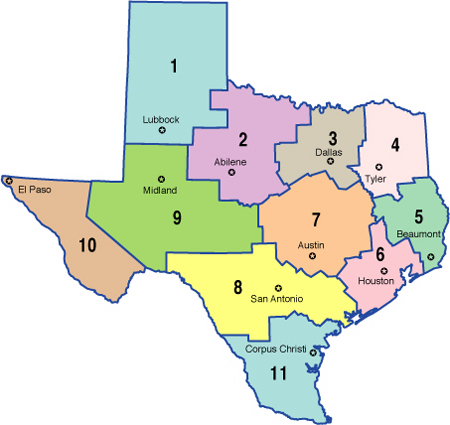 1
Lubbock
2
Abilene
3
Dallas
4
Tyler
El Paso
Midland
9
10
7
Austin
5
Beaumont
6
Houston
8
San Antonio
Corpus Christi
11